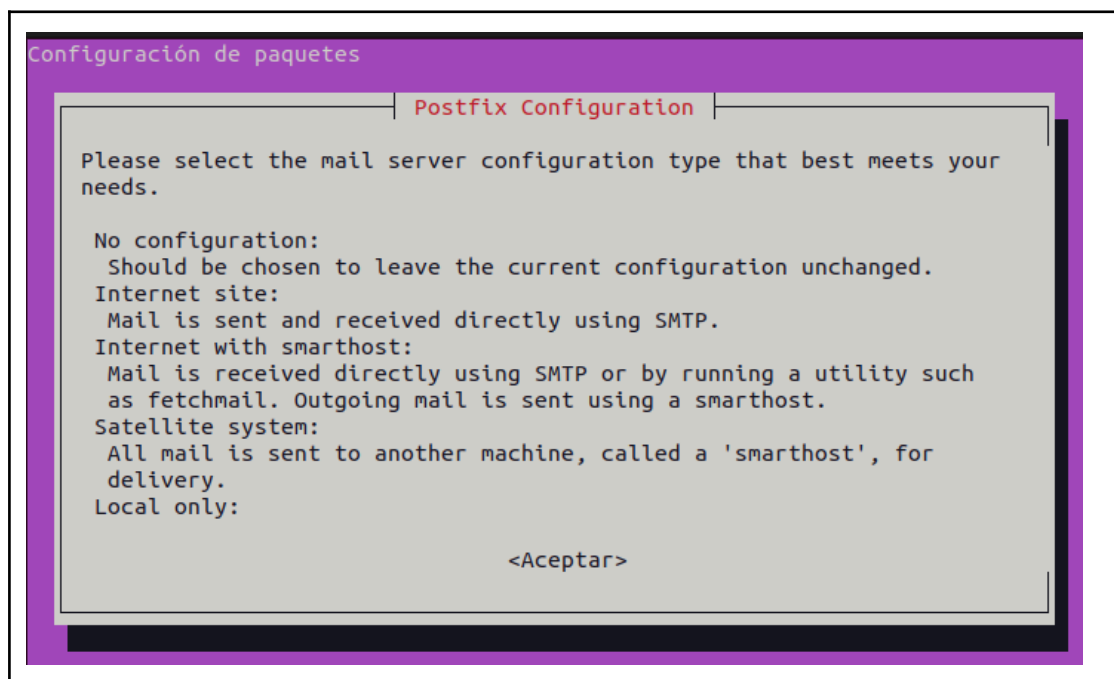 Configuración de paquetes
Postfix Configuration
Please select the mail server configuration type that best meets your
needs.
No configuration:
Should be chosen to leave the current configuration unchanged.
Internet site:
Mail is sent and received directly using SMTP.
Internet with smarthost:
Mail is received directly using SMTP or by running a utility such
as fetchmail. Outgoing mail is sent using a smarthost.
Satellite system:
All mail is sent to another machine, called a 'smarthost', for
delivery.
Local only:
<Aceptar>